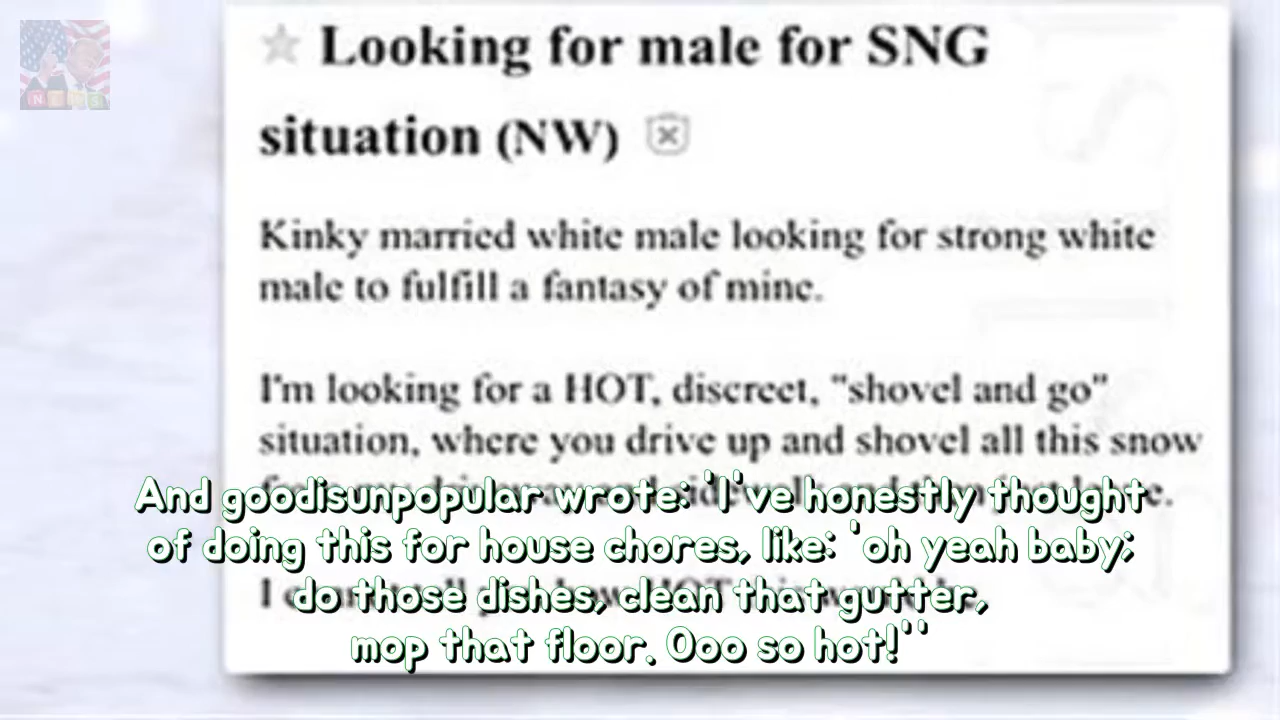 NEWS
Looking for male for SNG
situation (NW)
Kinky married white male looking for strong white
male to fulfill a fantasy of mine.
I'm looking for a HOT, discreet, "shovel and go"
situation, where you drive up and shovel all this snow
And goodisunpopular wrote: 'I've honestly thought
of doing this for house chores, like: 'oh yeah baby;
do those dishes, clean that gutter,
mop that floor. Ooo so hot!''